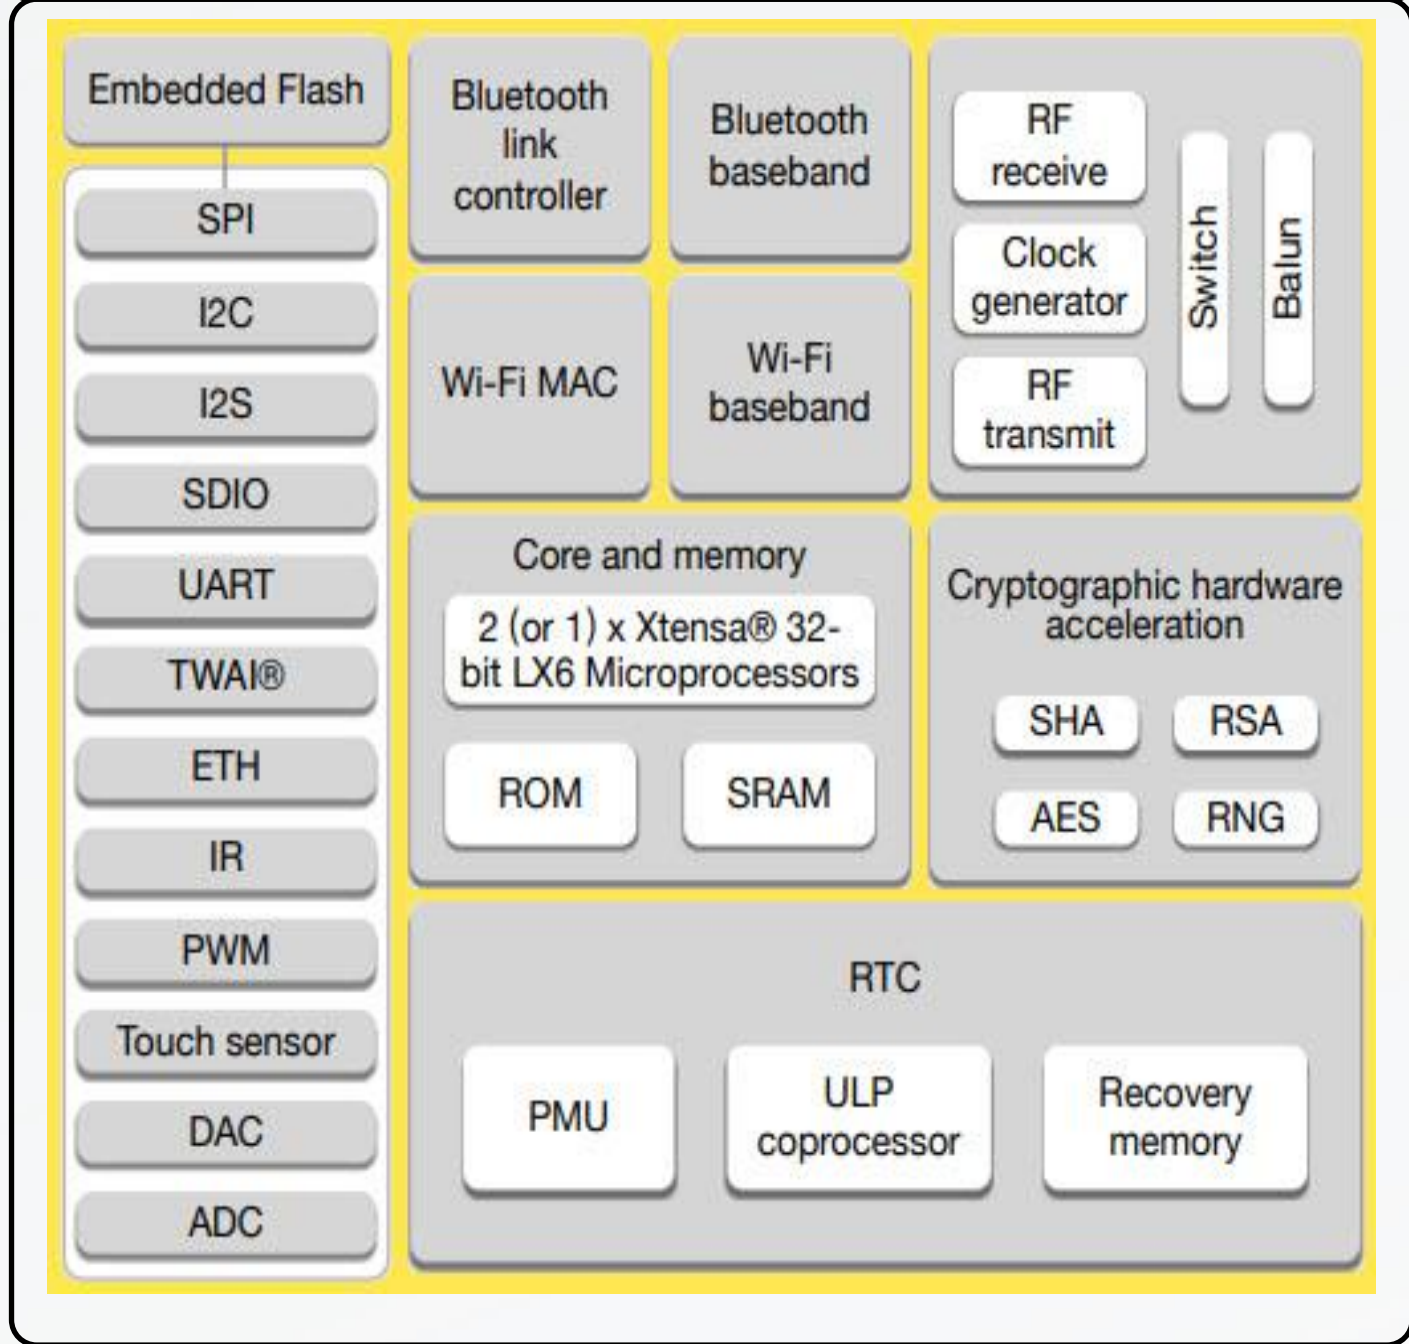 Embedded Flash
SPI
I2C
I2S
SDIO
UART
TWAI®
ETH
IR
PWM
Touch sensor
DAC
ADC
Bluetooth
link
controller
Bluetooth
baseband
Wi-Fi MAC
Wi-Fi
baseband
RF
receive
Clock
generator
RF
transmit
Switch
Balun
Core and memory
2 (or 1) x Xtensa® 32-
bit LX6 Microprocessors
ROM
SRAM
Cryptographic hardware
acceleration
SHA
RSA
AES
RNG
RTC
PMU
ULP
coprocessor
Recovery
memory